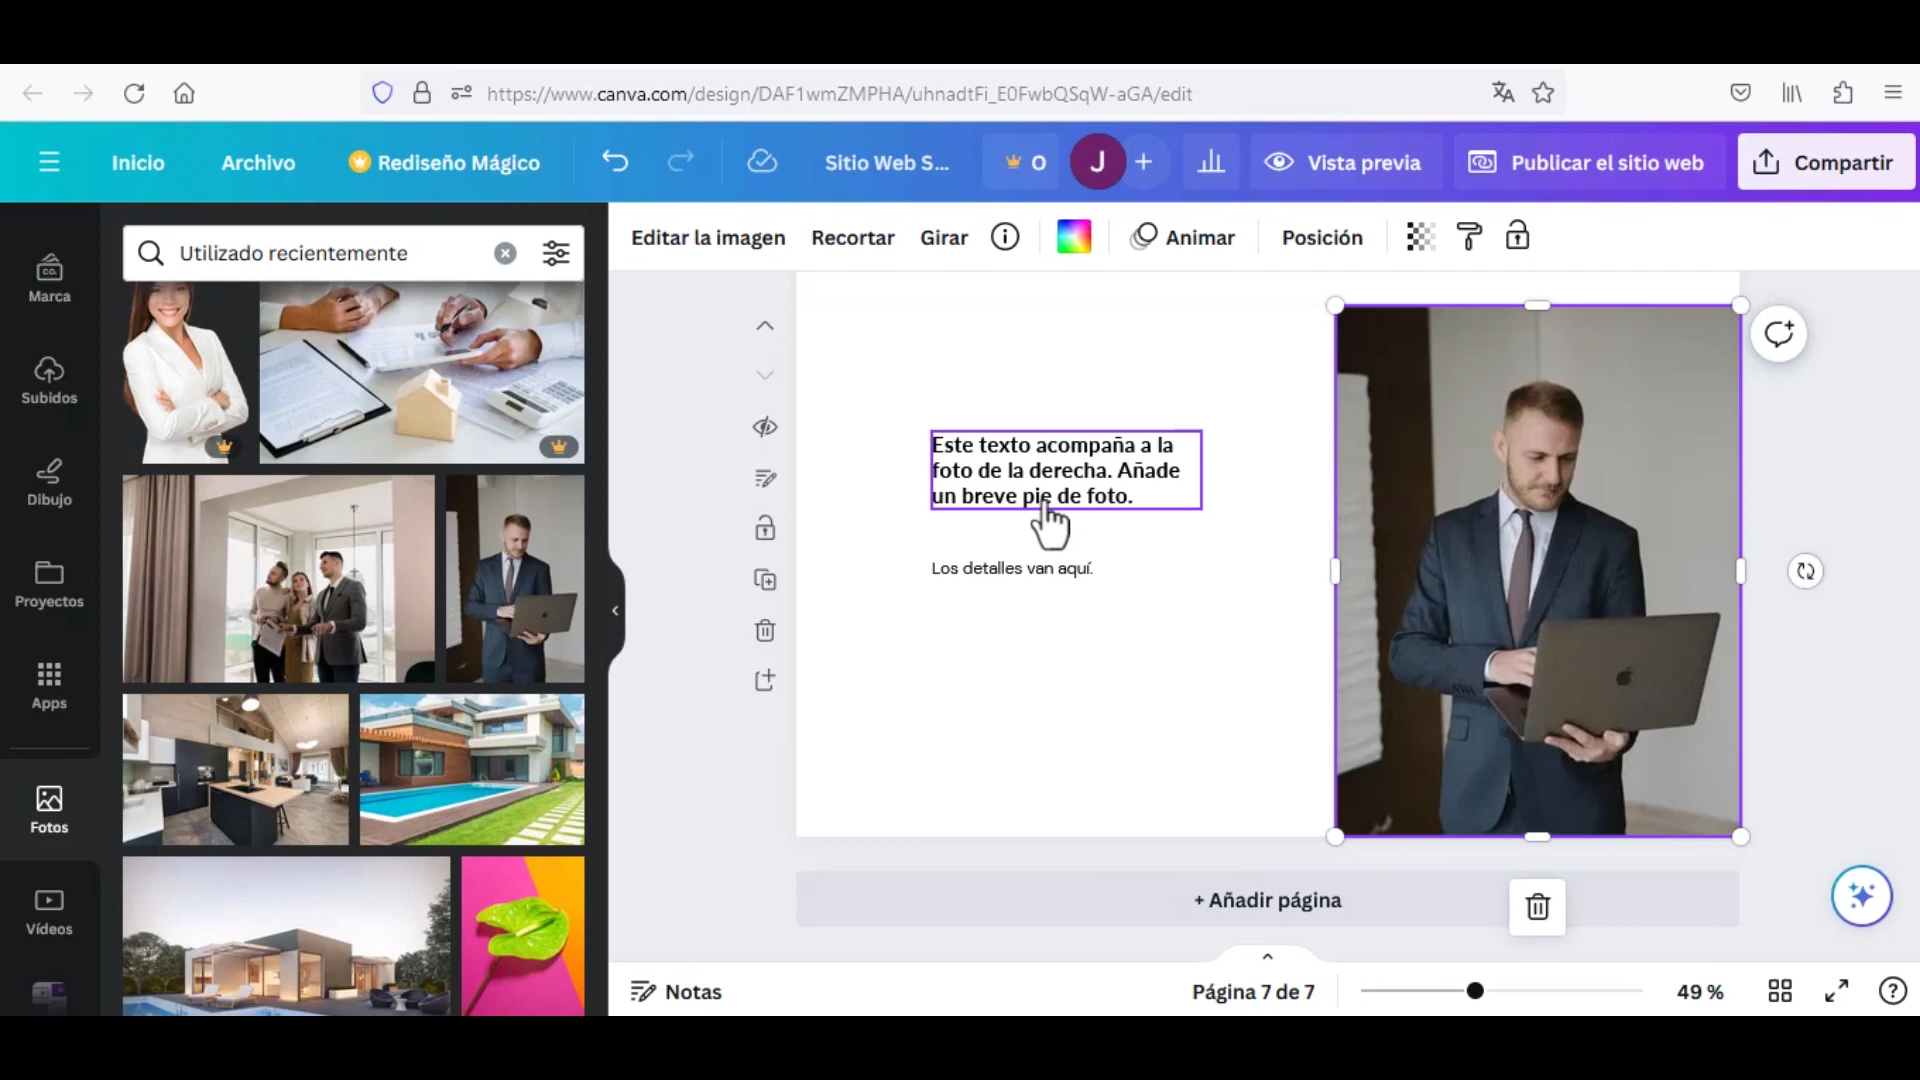 https://www.canva.com/design/DAF1wmZMPHA/uhnadtFi_E0FwbQSqW-aGA/edit
Inicio
Archivo
Rediseño Mágico
Sitio Web S...
0
J
+
Vista previa
Publicar el sitio web
Compartir
Utilizado recientemente
Editar la imagen
Recortar
Girar
Animar
Posición
CO.
Marca
Subidos
Dibujo
Proyectos
Apps
Fotos
Vídeos
Este texto acompaña a la
foto de la derecha. Añade
un breve pie de foto.
Los detalles van aquí.
+ Añadir página
Notas
Página 7 de 7
49 %